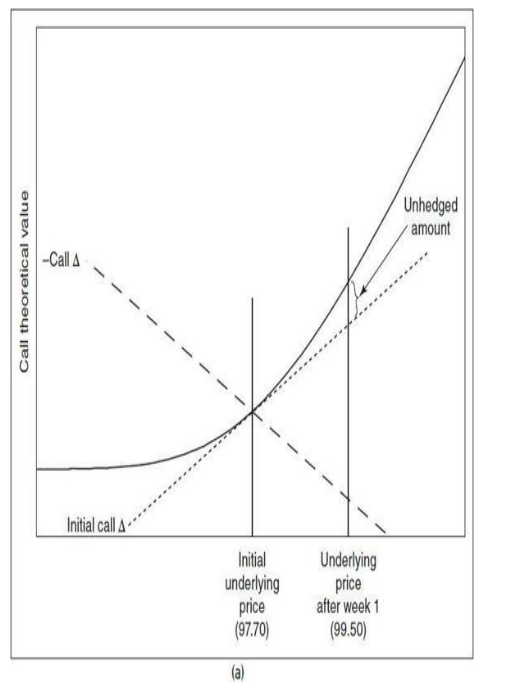 Call theoretical value
Unhedged
amount
–Call Δ
Initial call Δ
Initial
underlying
price
(97.70)
Underlying
price
after week 1
(99.50)
(a)